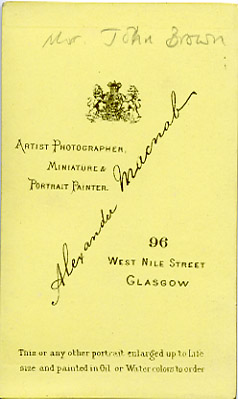 Mr. John Brown
ARTIST PHOTOGRAPHER,
MINIATURE &
PORTRAIT PAINTER.
Alexander Macnab
96
WEST NILE STREET
GLASGOW
This or any other portrait enlarged up to Life
size and painted in Oil or Water colours to order